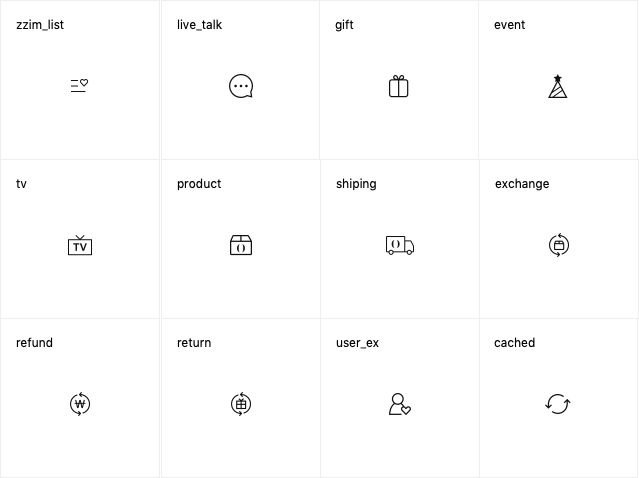 zzim_list
live_talk
gift
event
tv
product
shiping
exchange
TV
refund
return
user_ex
cached
₩